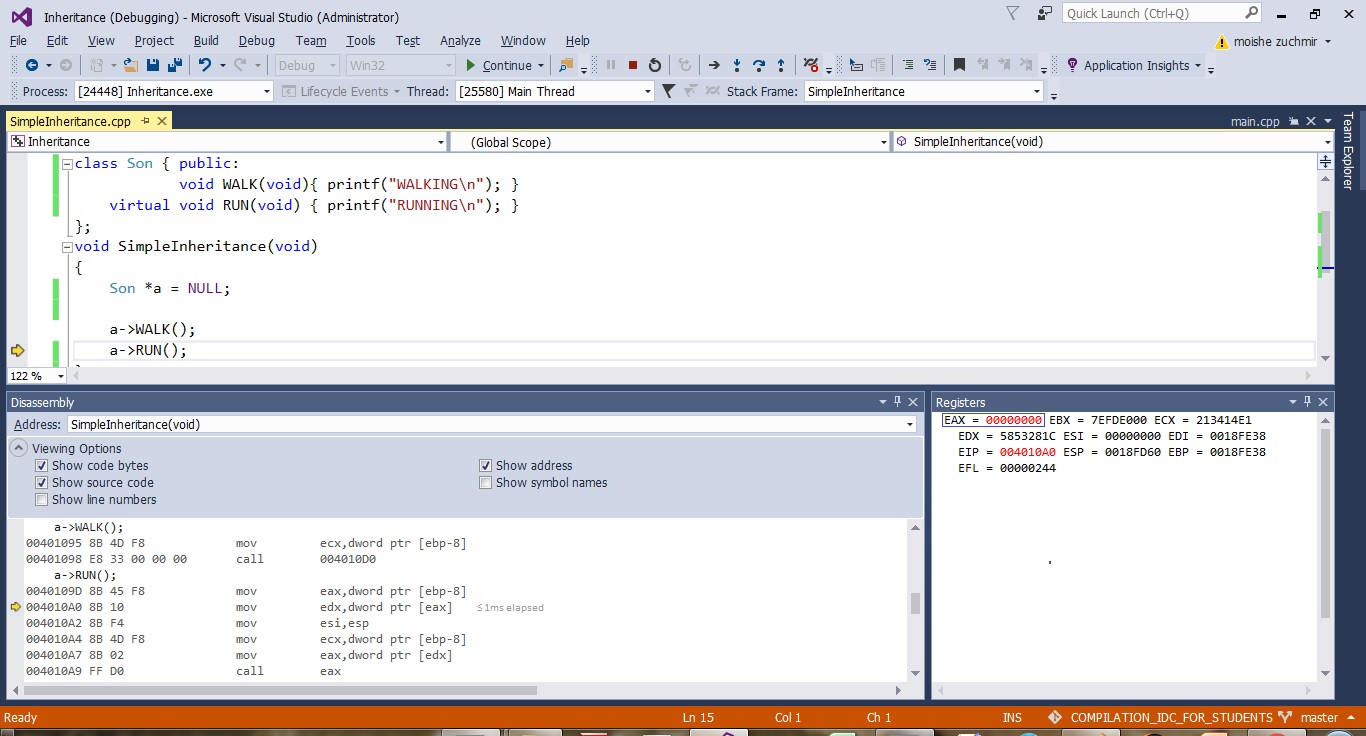 Inheritance (Debugging) - Microsoft Visual Studio (Administrator)
Quick Launch (Ctrl+Q)
File Edit View Project Build Debug Team Tools Test Analyze Window Help
moishe zuchmir
Debug Win32 Continue Application Insights
Process: [24448] Inheritance.exe Lifecycle Events Thread: [25580] Main Thread Stack Frame: SimpleInheritance
SimpleInheritance.cpp main.cpp
Team Explorer
Inheritance (Global Scope) SimpleInheritance(void)
class Son { public:
void WALK(void){ printf("WALKING\n"); }
virtual void RUN(void) { printf("RUNNING\n"); }
};
void SimpleInheritance(void)
{
Son *a = NULL;
a->WALK();
a->RUN();
122 %
Disassembly
Address: SimpleInheritance(void)
Viewing Options
Show code bytes Show address
Show source code Show symbol names
Show line numbers
a->WALK();
00401095 8B 4D F8 mov ecx,dword ptr [ebp-8]
00401098 E8 33 00 00 00 call 004010D0
a->RUN();
0040109D 8B 45 F8 mov eax,dword ptr [ebp-8]
004010A0 8B 10 mov edx,dword ptr [eax] ≤1ms elapsed
004010A2 8B F4 mov esi,esp
004010A4 8B 4D F8 mov ecx,dword ptr [ebp-8]
004010A7 8B 02 mov eax,dword ptr [edx]
004010A9 FF D0 call eax
Registers
EAX = 00000000 EBX = 7EFDE000 ECX = 213414E1
EDX = 5853281C ESI = 00000000 EDI = 0018FE38
EIP = 004010A0 ESP = 0018FD60 EBP = 0018FE38
EFL = 00000244
Ready Ln 15 Col 1 Ch 1 INS COMPILATION_IDC_FOR_STUDENTS master